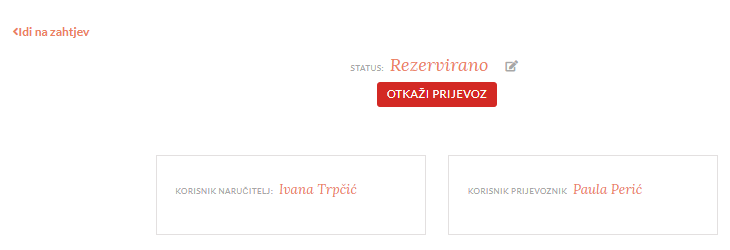 Idi na zahtjev
STATUS: Rezervirano
OTKAŽI PRIJEVOZ
KORISNIK NARUČITELJ: Ivana Trpčić
KORISNIK PRIJEVOZNIK Paula Perić